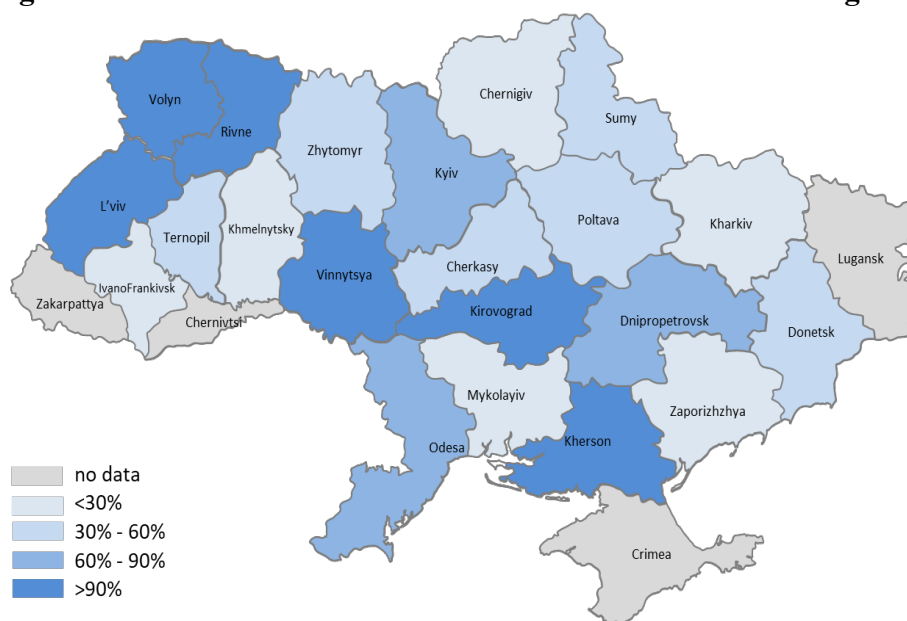 Volyn
Rivne
Chernigiv
Sumy
Zhytomyr
Kyiv
L'viv
Ternopil
Khmelnytsky
Poltava
Kharkiv
Lugansk
Vinnytsya
Cherkasy
IvanoFrankivsk
Zakarpattya
Chernivtsi
Kirovograd
Dnipropetrovsk
Donetsk
Mykolayiv
Zaporizhzhya
Kherson
Odesa
Crimea
no data
<30%
30% - 60%
60% - 90%
>90%